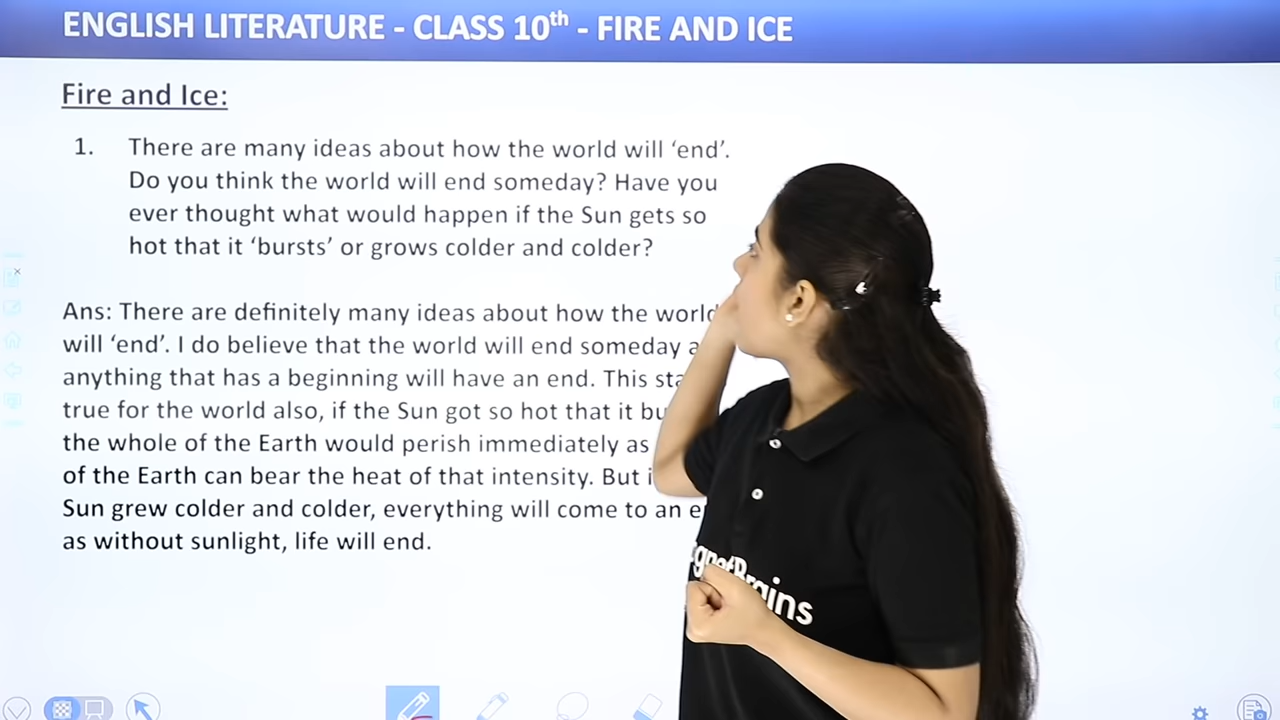 ENGLISH LITERATURE - CLASS 10th - FIRE AND ICE
Fire and Ice:
1. There are many ideas about how the world will ‘end’.
Do you think the world will end someday? Have you
ever thought what would happen if the Sun gets so
hot that it ‘bursts’ or grows colder and colder?
Ans: There are definitely many ideas about how the world
will ‘end’. I do believe that the world will end someday
anything that has a beginning will have an end. This
true for the world also, if the Sun got so hot that it
the whole of the Earth would perish immediately as
of the Earth can bear the heat of that intensity. But
Sun grew colder and colder, everything will come to an
as without sunlight, life will end.